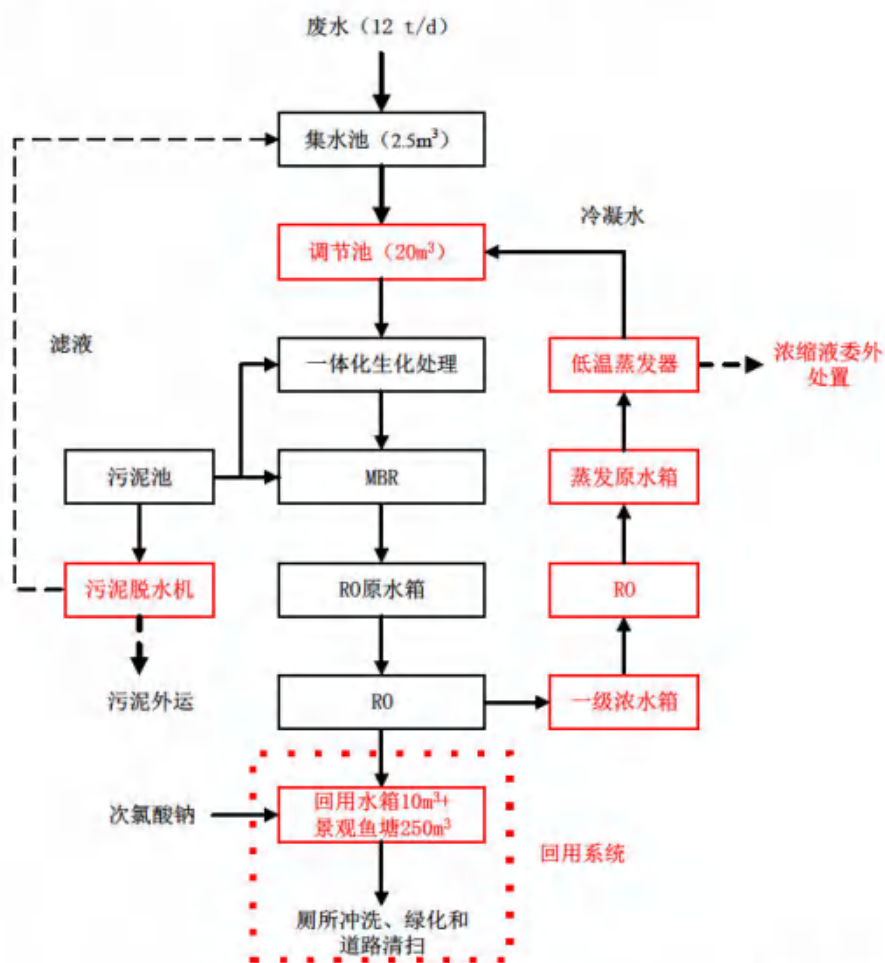 废水（12 t/d）
集水池（2.5m³）
冷凝水
调节池（20m³）
滤液
一体化生化处理
低温蒸发器
浓缩液委外
处置
污泥池
MBR
蒸发原水箱
污泥脱水机
RO原水箱
RO
污泥外运
RO
一级浓水箱
次氯酸钠
回用水箱10m³+
景观鱼塘250m³
回用系统
厕所冲洗、绿化和
道路清扫